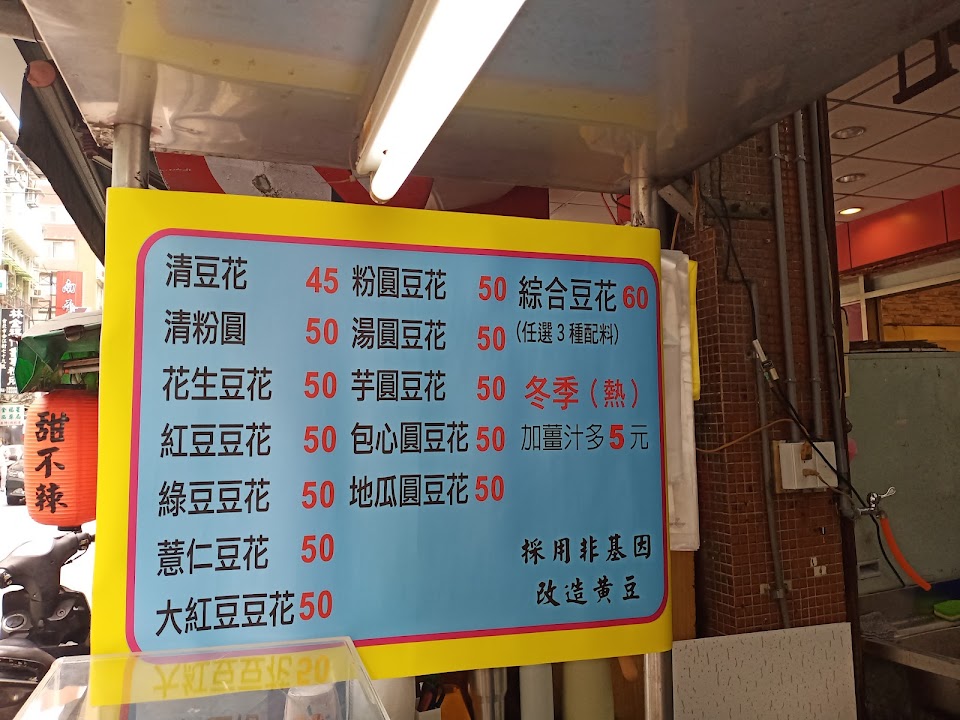 清豆花 45
清粉圓 50
花生豆花 50
紅豆豆花 50
綠豆豆花 50
薏仁豆花 50
大紅豆豆花 50
粉圓豆花 50
湯圓豆花 50
芋圓豆花 50
包心圓豆花 50
地瓜圓豆花 50
綜合豆花 60
(任選3種配料)
冬季(熱)
加薑汁多5元
採用非基因
改造黄豆
甜不辣